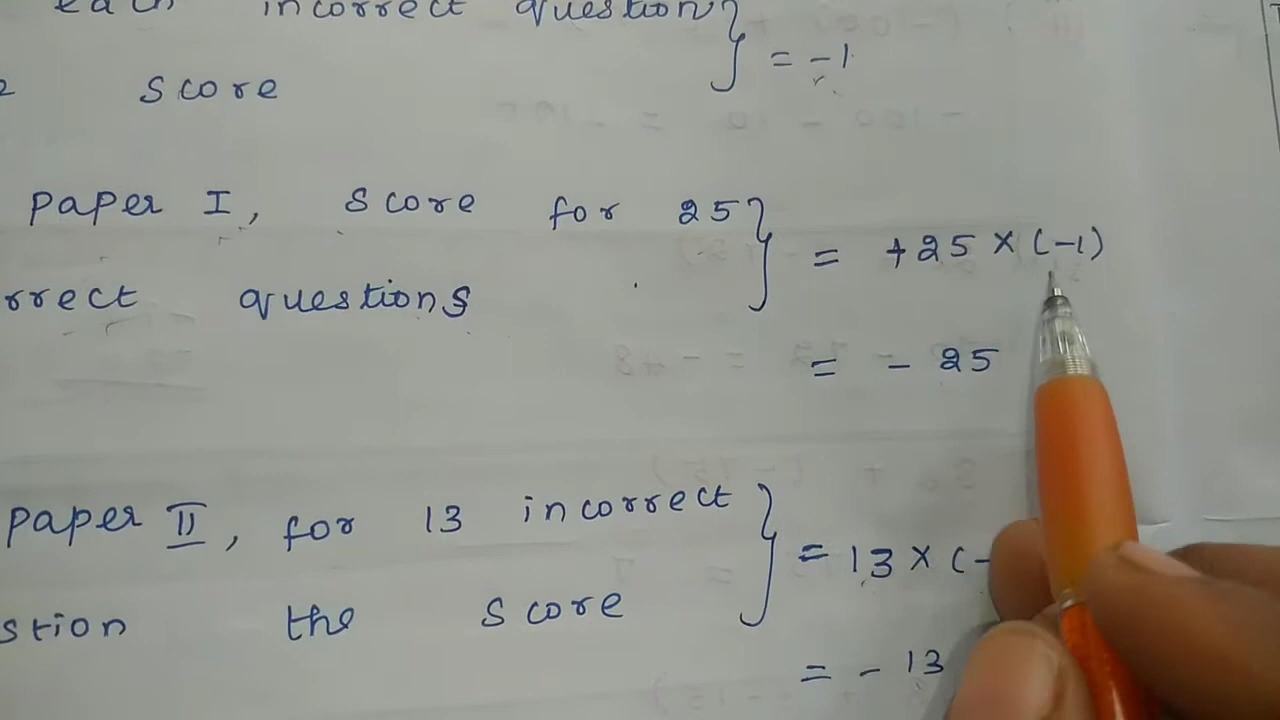 each incorrect question
score = -1
paper I, score for 25
rrect questions = +25 × (-1)
= - 25
paper II, for 13 incorrect
stion the score = 13 × (-
= - 13